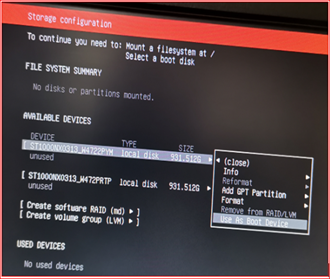 Storage configuration
To continue you need to: Mount a filesystem at /
Select a boot disk
FILE SYSTEM SUMMARY
No disks or partitions mounted.
AVAILABLE DEVICES
DEVICE TYPE SIZE
[ ST1000NX0313_W472PVM local disk 931.512G ▸
unused
[ ST1000NX0313_W472PRTP local disk 931.512G ▸
unused
[ Create software RAID (md) ▸ ]
[ Create volume group (LVM) ▸ ]
◂ (close)
Info ▸
Reformat ▸
Add GPT Partition ▸
Format ▸
Remove from RAID/LVM
Use As Boot Device
USED DEVICES
No used devices